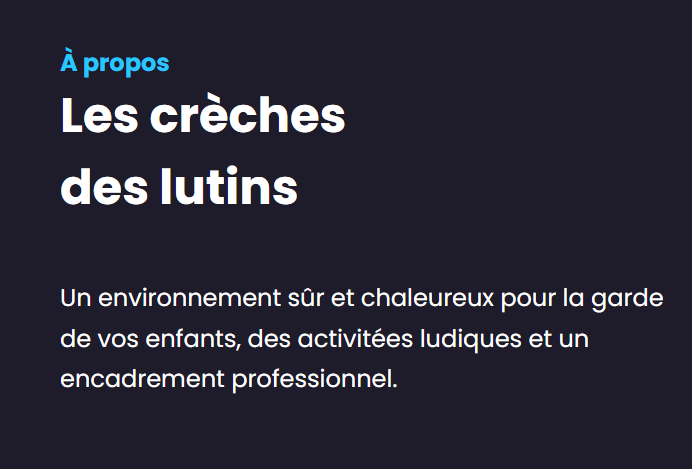 À propos
Les crèches
des lutins
Un environnement sûr et chaleureux pour la garde
de vos enfants, des activitées ludiques et un
encadrement professionnel.